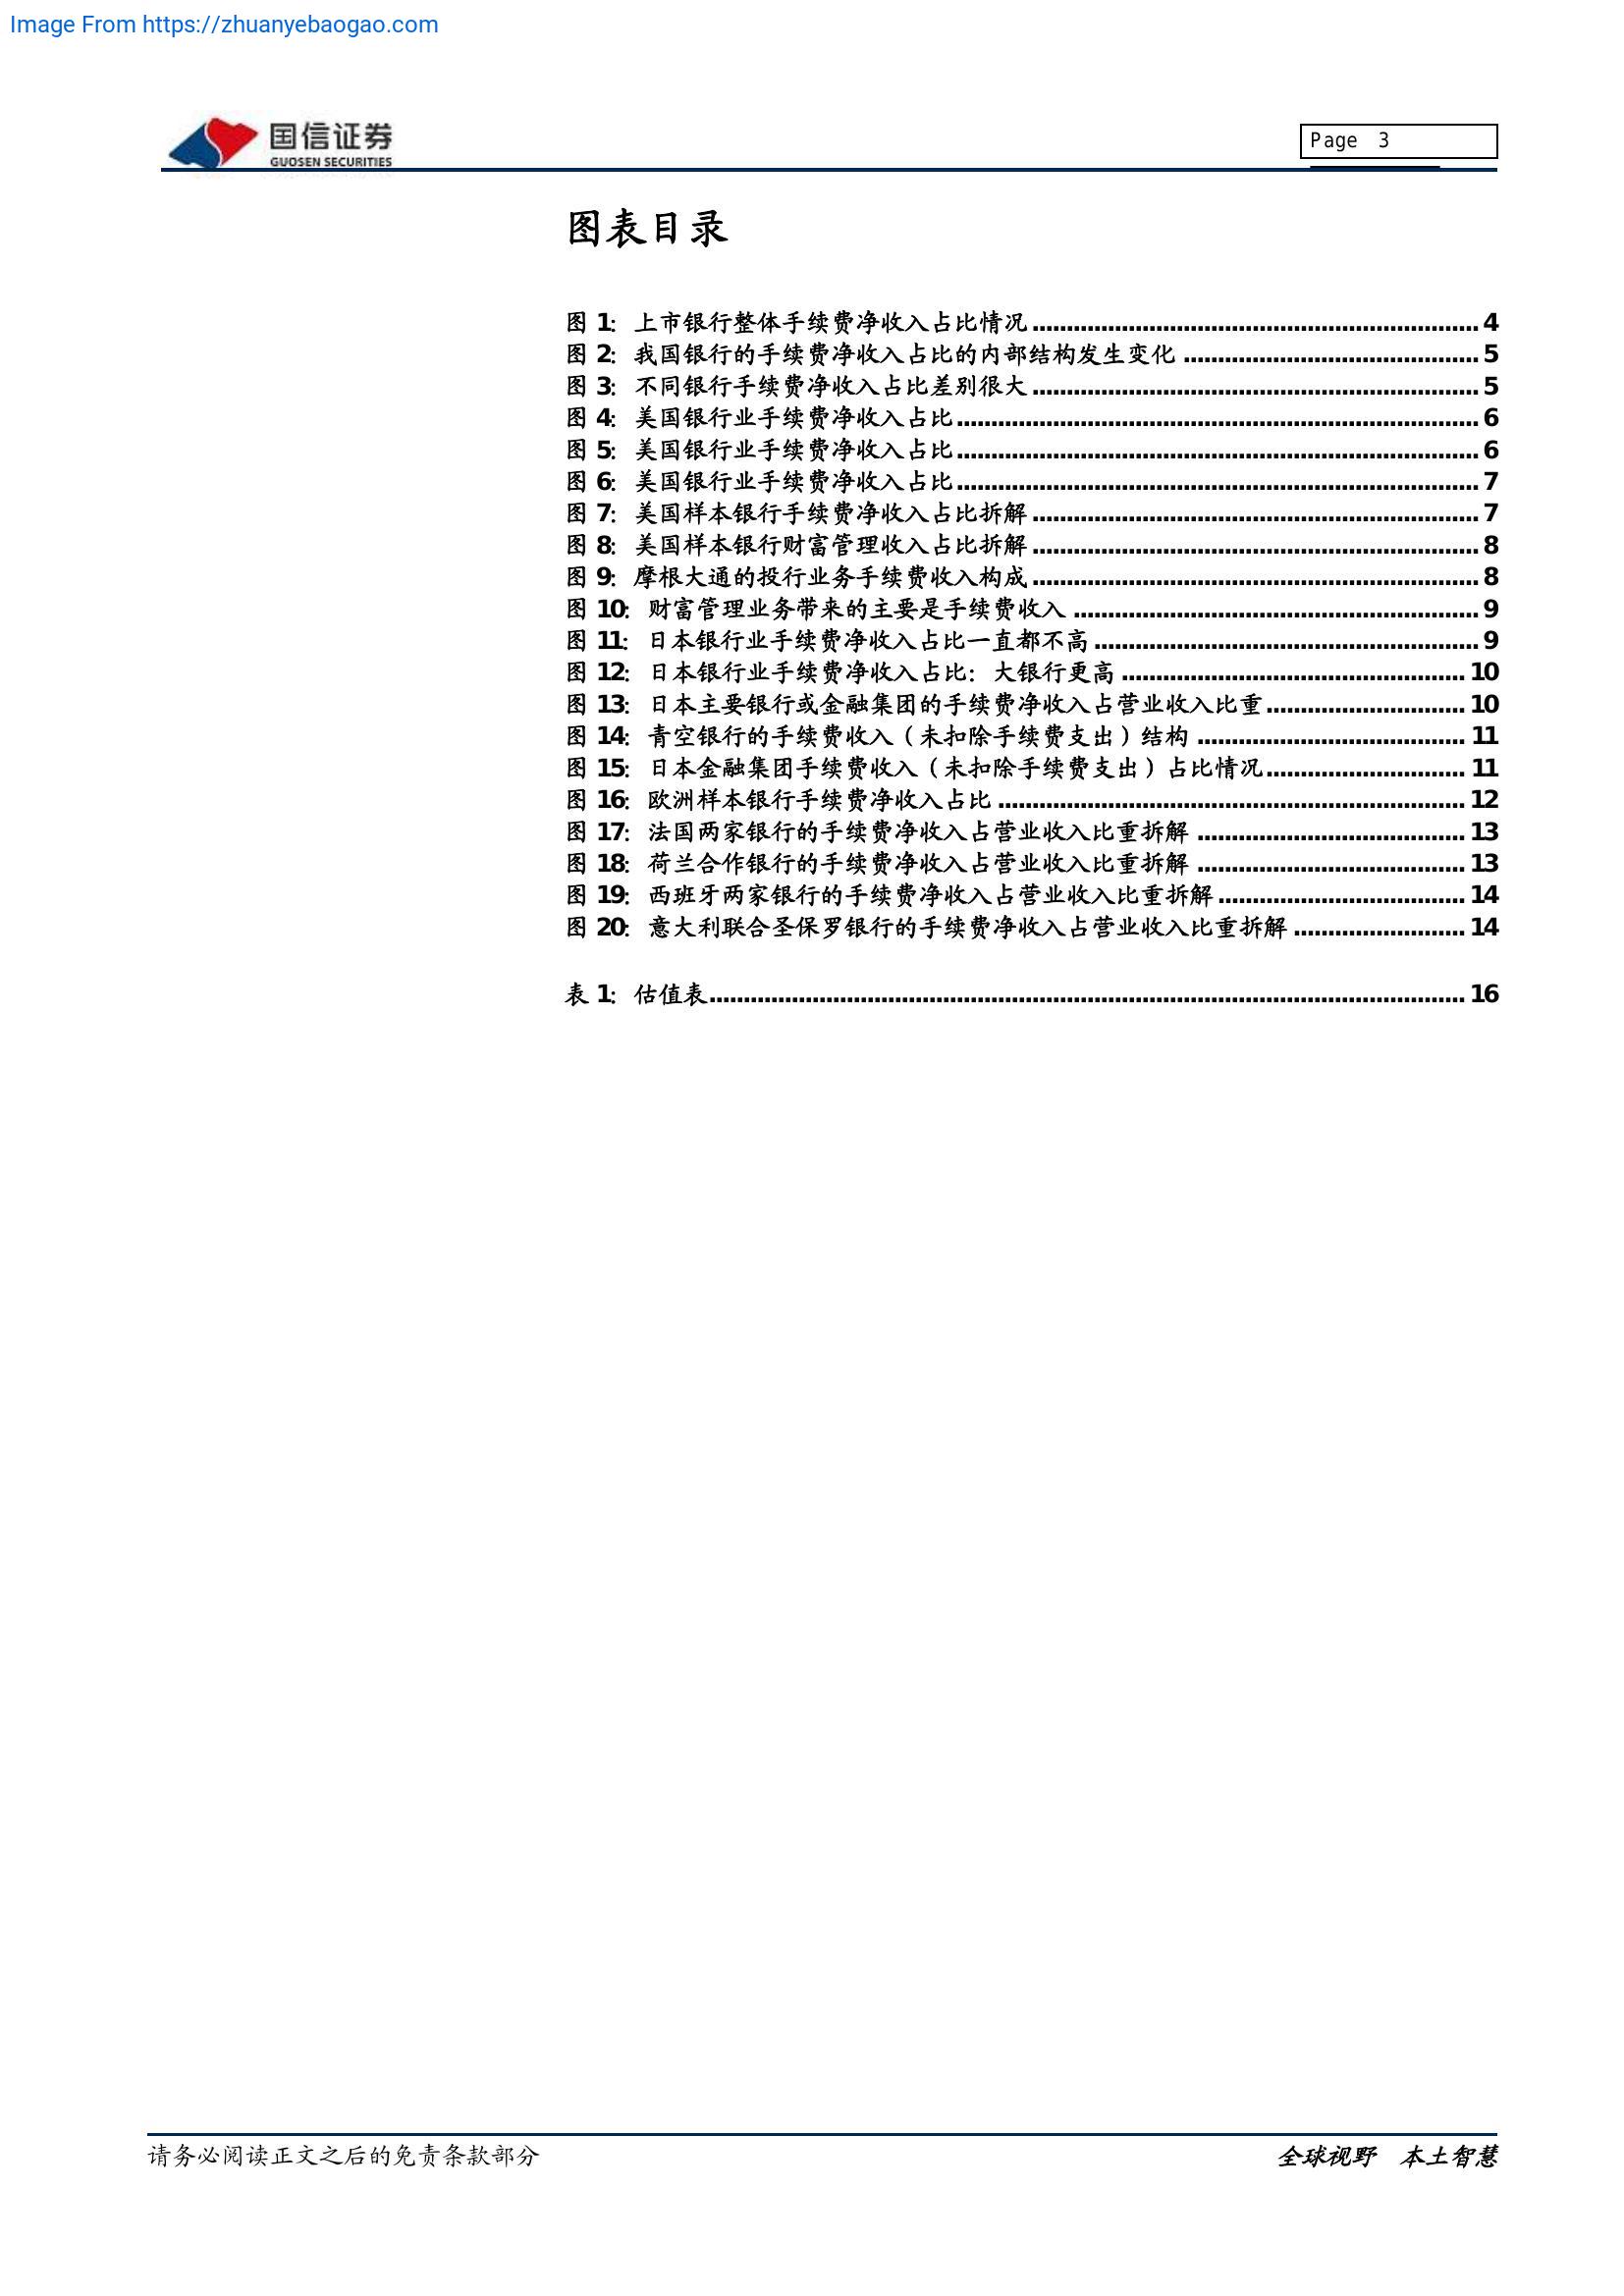 Image From https://zhuanyebaogao.com
国信证券
GUOSEN SECURITIES
Page 3
图表目录
图 1：上市银行整体手续费净收入占比情况................................................................. 4
图 2：我国银行的手续费净收入占比的内部结构发生变化 ........................................... 5
图 3：不同银行手续费净收入占比差别很大................................................................. 5
图 4：美国银行业手续费净收入占比............................................................................ 6
图 5：美国银行业手续费净收入占比............................................................................ 6
图 6：美国银行业手续费净收入占比............................................................................ 7
图 7：美国样本银行手续费净收入占比拆解................................................................. 7
图 8：美国样本银行财富管理收入占比拆解................................................................. 8
图 9：摩根大通的投行业务手续费收入构成................................................................. 8
图 10：财富管理业务带来的主要是手续费收入 ........................................................... 9
图 11：日本银行业手续费净收入占比一直都不高........................................................ 9
图 12：日本银行业手续费净收入占比：大银行更高 .................................................. 10
图 13：日本主要银行或金融集团的手续费净收入占营业收入比重............................. 10
图 14：青空银行的手续费收入（未扣除手续费支出）结构 ....................................... 11
图 15：日本金融集团手续费收入（未扣除手续费支出）占比情况............................. 11
图 16：欧洲样本银行手续费净收入占比 .................................................................... 12
图 17：法国两家银行的手续费净收入占营业收入比重拆解 ....................................... 13
图 18：荷兰合作银行的手续费净收入占营业收入比重拆解 ....................................... 13
图 19：西班牙两家银行的手续费净收入占营业收入比重拆解.................................... 14
图 20：意大利联合圣保罗银行的手续费净收入占营业收入比重拆解 ......................... 14
表 1：估值表.............................................................................................................. 16
请务必阅读正文之后的免责条款部分
全球视野 本土智慧